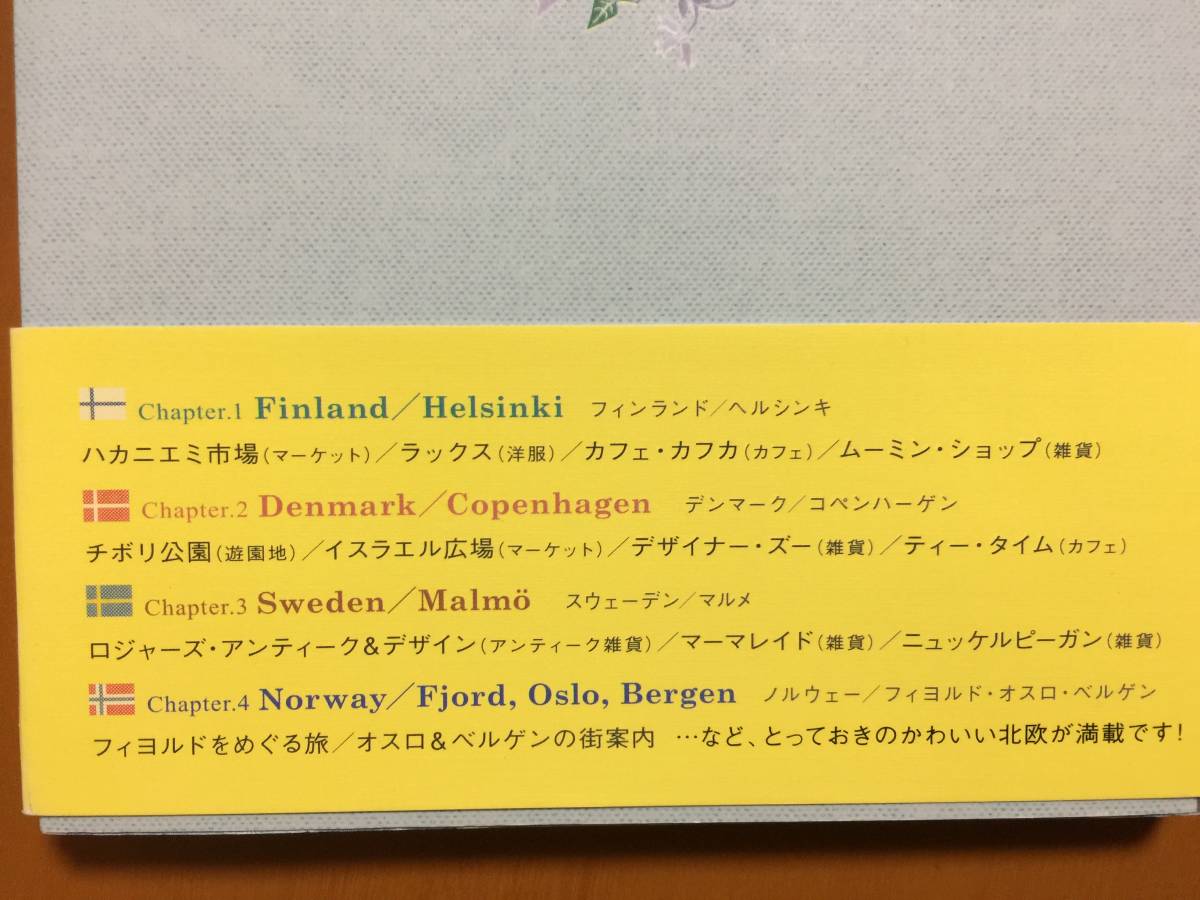 Chapter.1 Finland／Helsinki フィンランド／ヘルシンキ
ハカニエミ市場(マーケット)／ラックス(洋服)／カフェ・カフカ(カフェ)／ムーミン・ショップ(雑貨)
Chapter.2 Denmark／Copenhagen デンマーク／コペンハーゲン
チボリ公園(遊園地)／イスラエル広場(マーケット)／デザイナー・ズー(雑貨)／ティー・タイム(カフェ)
Chapter.3 Sweden／Malmö スウェーデン／マルメ
ロジャーズ・アンティーク&デザイン(アンティーク雑貨)／マーマレイド(雑貨)／ニュッケルピーガン(雑貨)
Chapter.4 Norway／Fjord, Oslo, Bergen ノルウェー／フィヨルド・オスロ・ベルゲン
フィヨルドをめぐる旅／オスロ&ベルゲンの街案内 …など、とっておきのかわいい北欧が満載です!